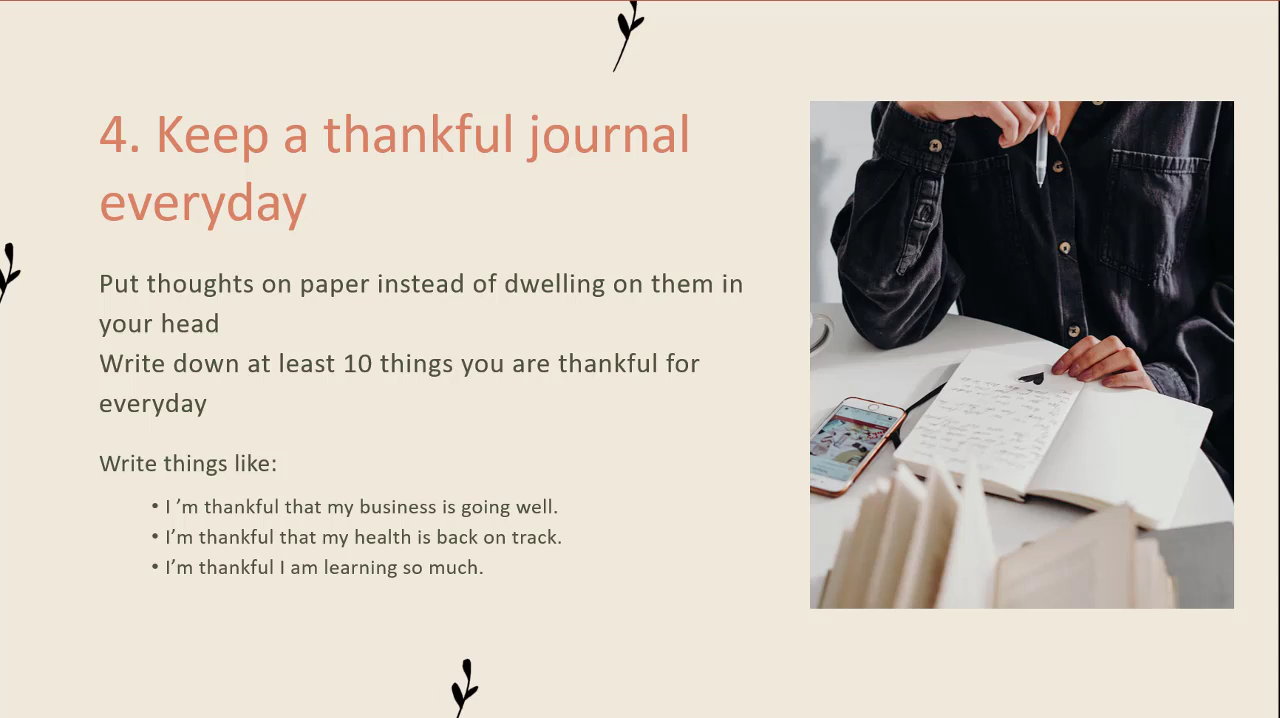 4. Keep a thankful journal
everyday
Put thoughts on paper instead of dwelling on them in
your head
Write down at least 10 things you are thankful for
everyday
Write things like:
• I ’m thankful that my business is going well.
• I’m thankful that my health is back on track.
• I’m thankful I am learning so much.